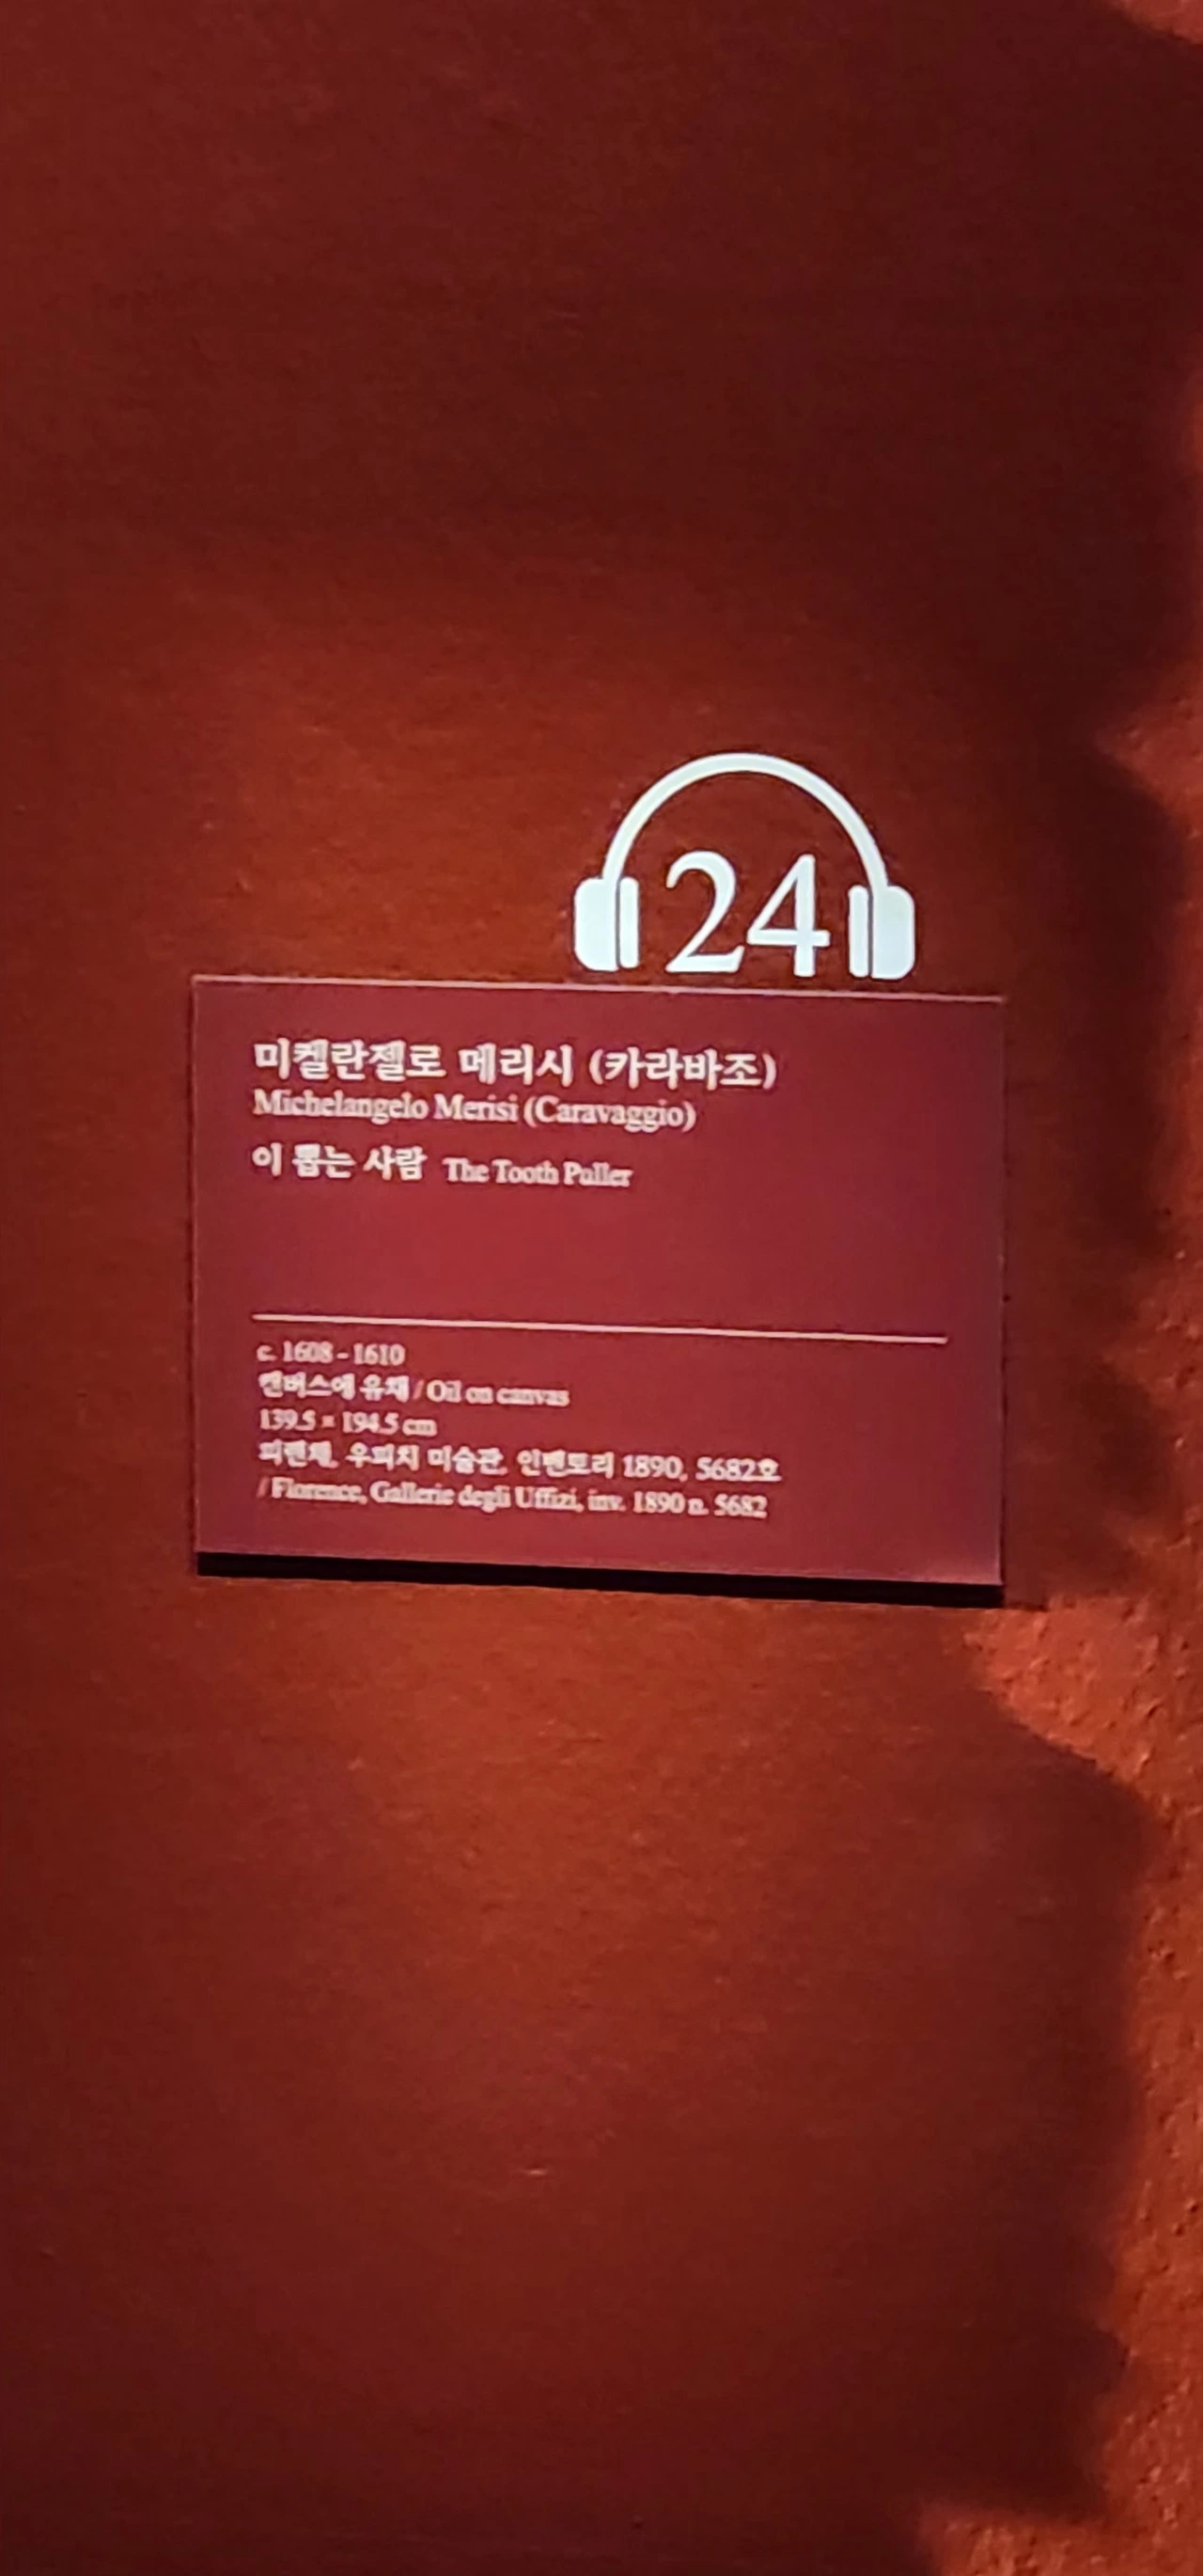 24
미켈란젤로 메리시 (카라바조)
Michelangelo Merisi (Caravaggio)
이 뽑는 사람 The Tooth Puller
c. 1608 - 1610
캔버스에 유채 / Oil on canvas
139.5 × 194.5 cm
피렌체, 우피치 미술관, 인벤토리 1890, 5682호
/ Florence, Gallerie degli Uffizi, inv. 1890 n. 5682